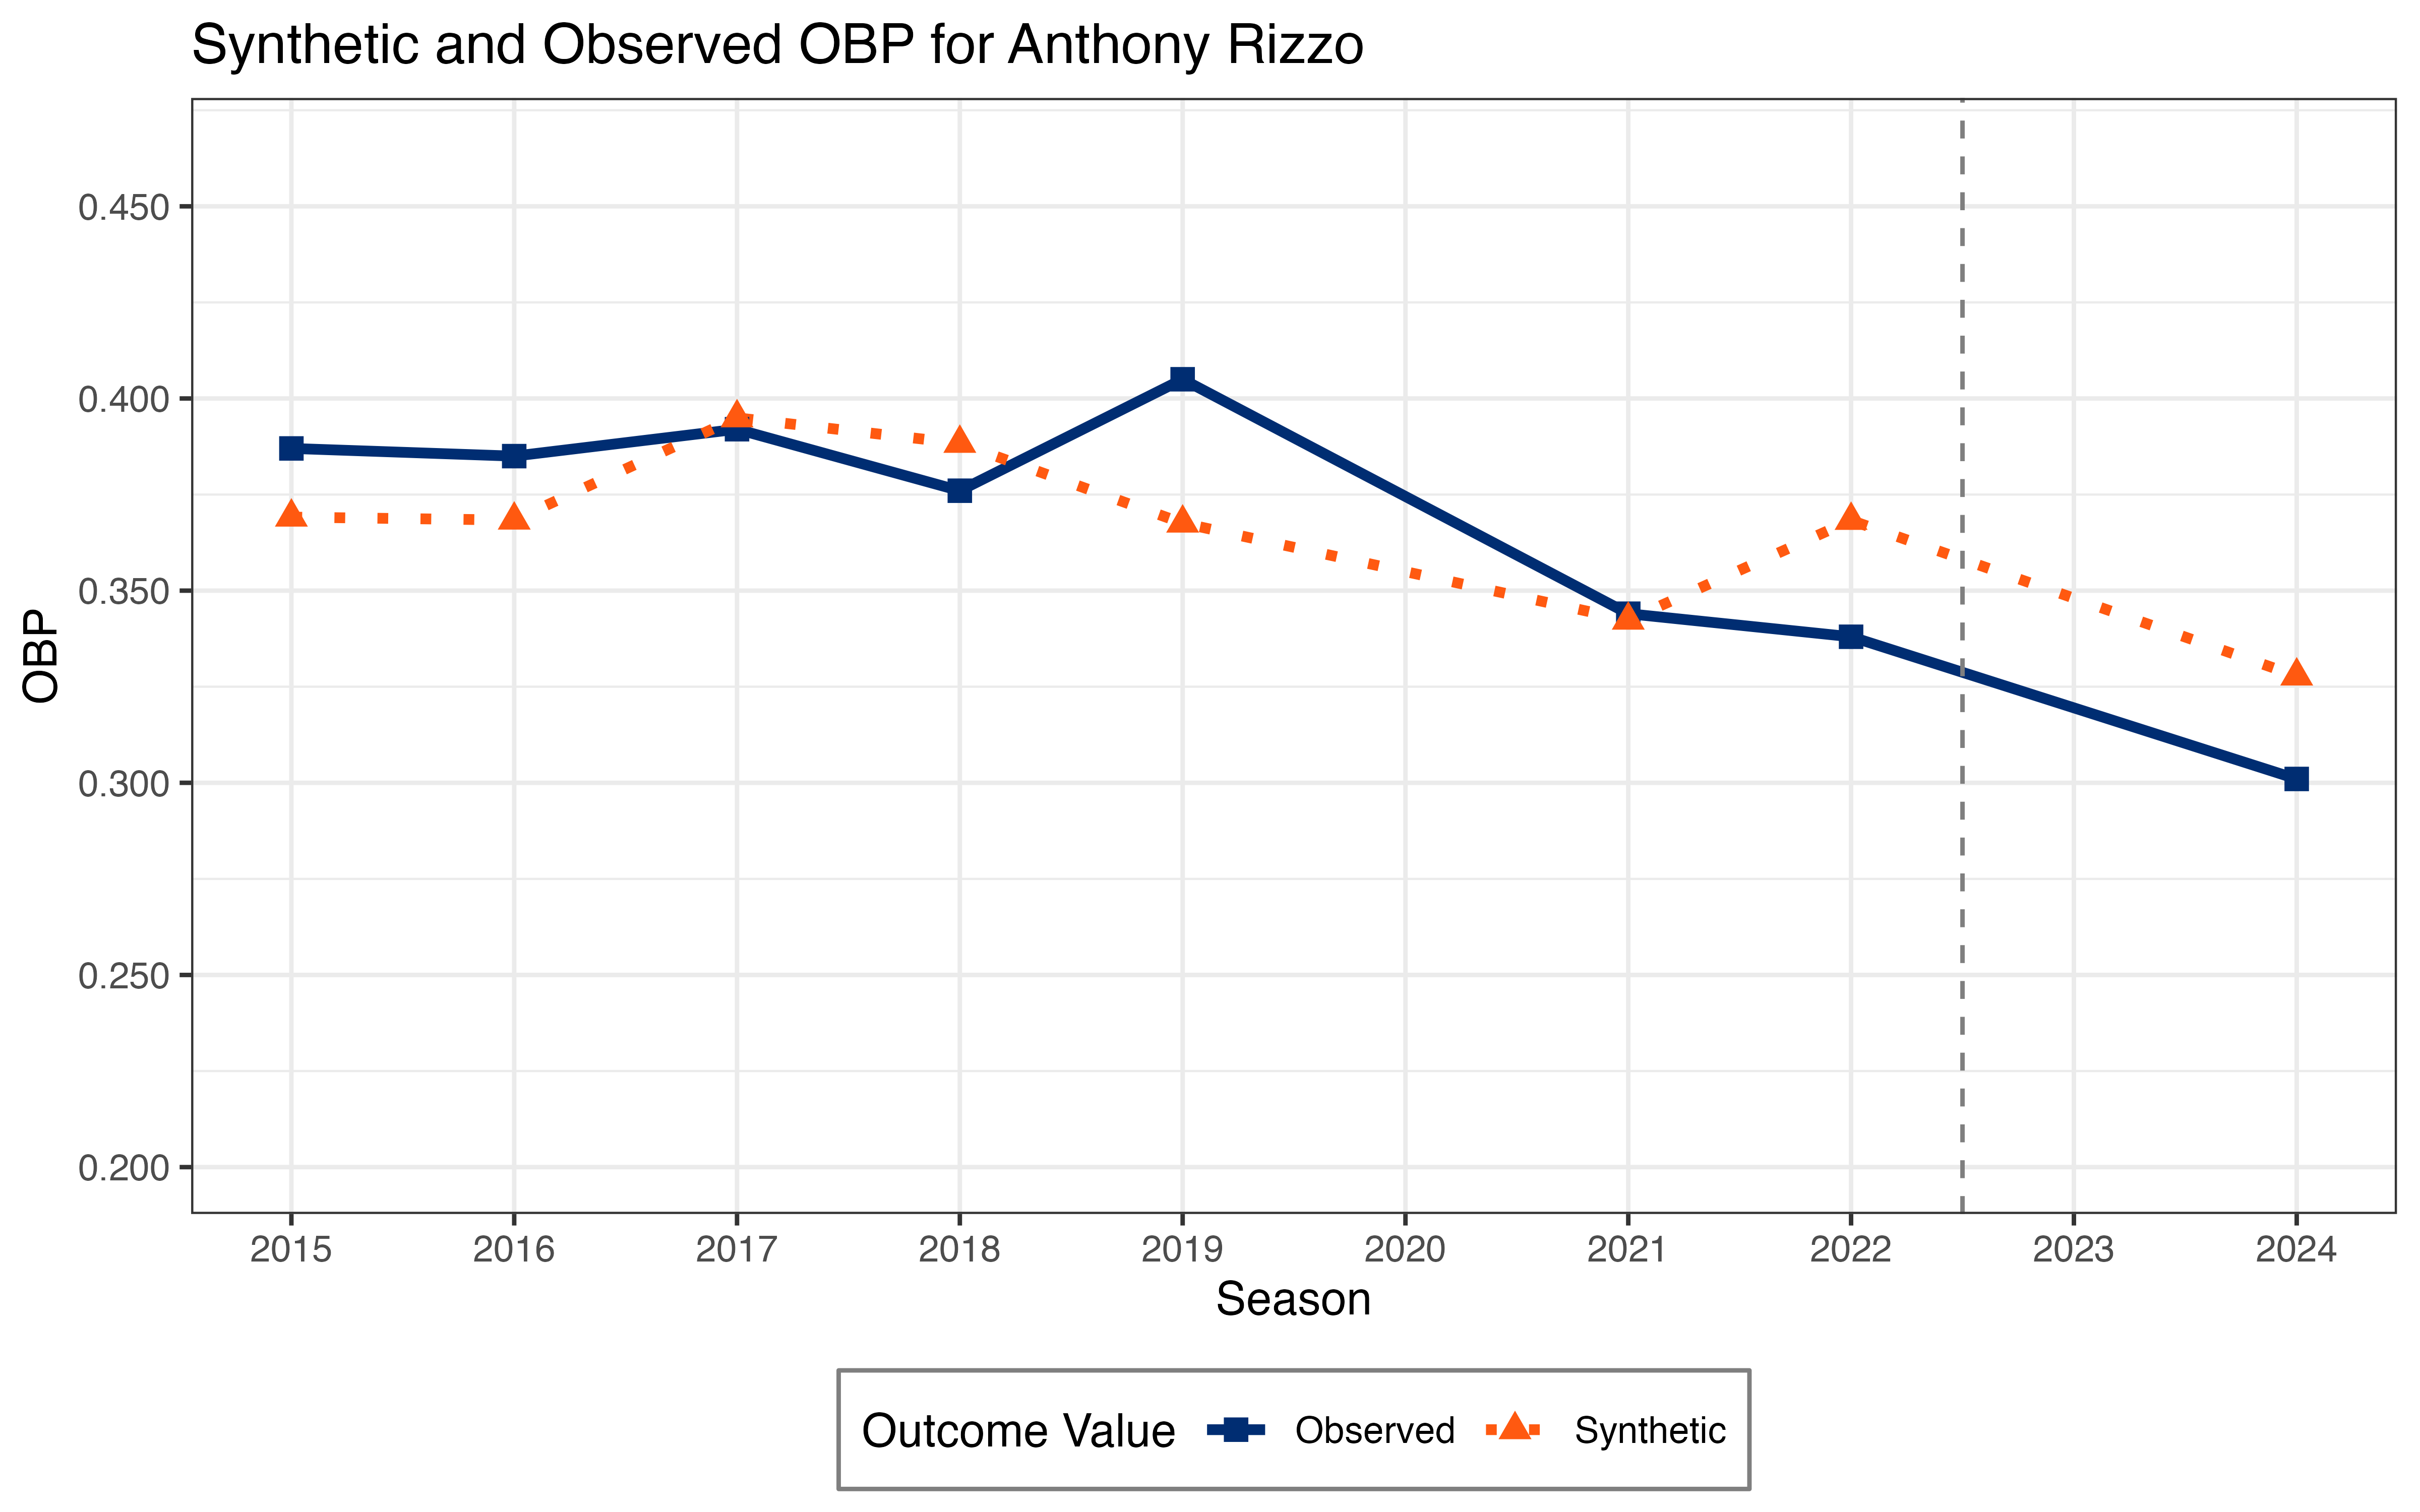 Synthetic and Observed OBP for Anthony Rizzo
OBP
0.450
0.400
0.350
0.300
0.250
0.200
2015 2016 2017 2018 2019 2020 2021 2022 2023 2024
Season
Outcome Value Observed Synthetic